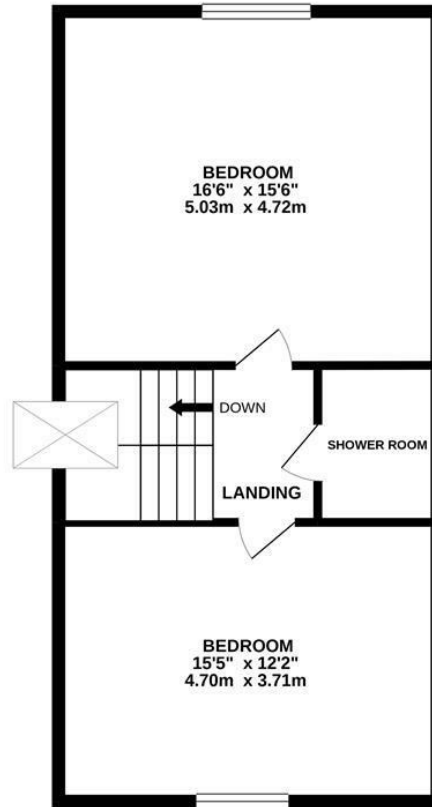 BEDROOM
16'6" x 15'6"
5.03m x 4.72m
DOWN
SHOWER ROOM
LANDING
BEDROOM
15'5" x 12'2"
4.70m x 3.71m